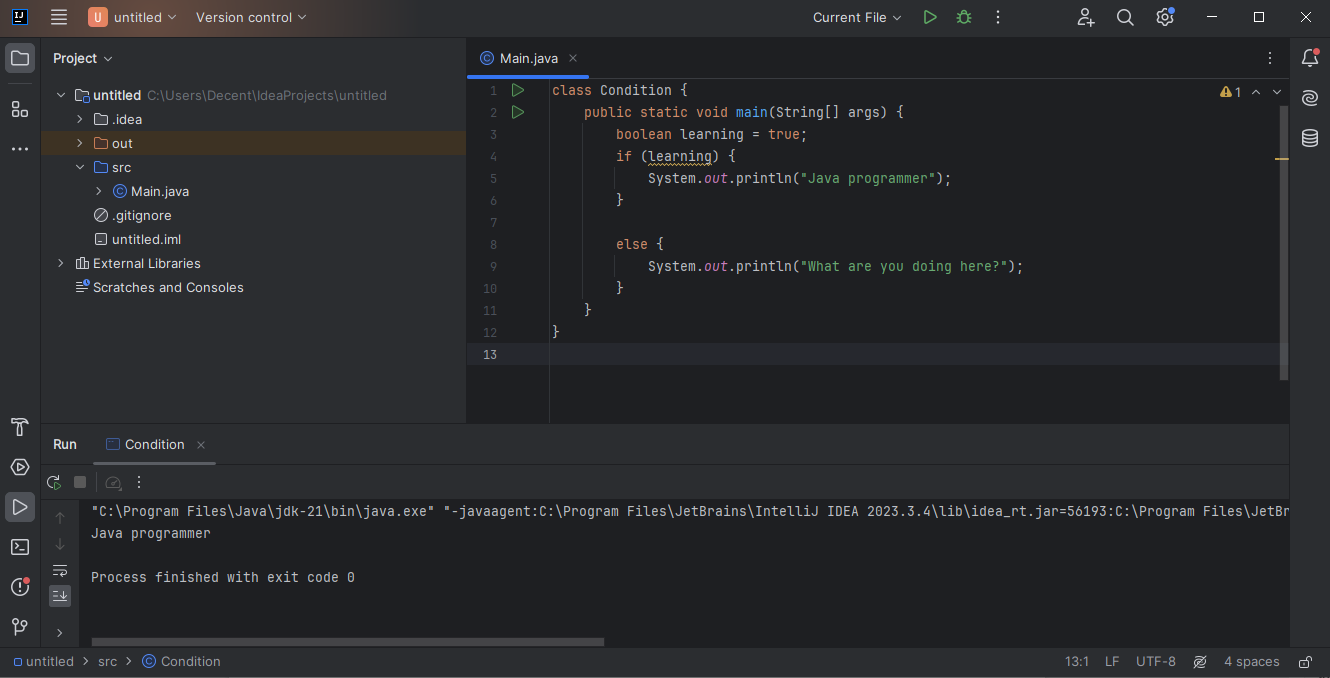 IJ U untitled Version control Current File
Project
Main.java
untitled C:\Users\Decent\IdeaProjects\untitled
.idea
out
src
Main.java
.gitignore
untitled.iml
External Libraries
Scratches and Consoles
1 class Condition {
2 public static void main(String[] args) {
3 boolean learning = true;
4 if (learning) {
5 System.out.println("Java programmer");
6 }
7
8 else {
9 System.out.println("What are you doing here?");
10 }
11 }
12 }
13
1
Run Condition
"C:\Program Files\Java\jdk-21\bin\java.exe" "-javaagent:C:\Program Files\JetBrains\IntelliJ IDEA 2023.3.4\lib\idea_rt.jar=56193:C:\Program Files\JetBr
Java programmer
Process finished with exit code 0
untitled > src > Condition 13:1 LF UTF-8 4 spaces